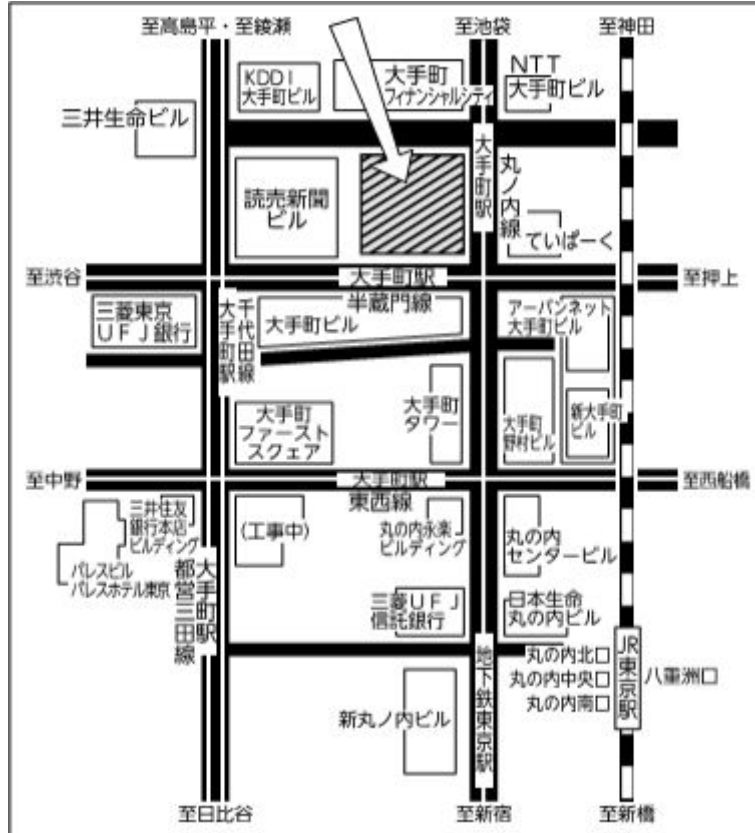 至高島平・至綾瀬
至池袋
至神田
KDDI
大手町ビル
大手町
フィナンシャルシティ
NTT
大手町ビル
三井生命ビル
大手町駅
丸ノ内線
読売新聞
ビル
ていぱーく
至渋谷
大手町駅
至押上
半蔵門線
三菱東京
UFJ銀行
千代田線
大手町駅
大手町ビル
アーバンネット
大手町ビル
大手町
ファースト
スクェア
大手町
タワー
大手町
野村ビル
新大手町
ビル
至中野
大手町駅
至西船橋
東西線
三井住友
銀行本店
ビルディング
(工事中)
丸の内永楽
ビルディング
丸の内
センタービル
パレスビル
パレスホテル東京
大手町駅
都営三田線
三菱UFJ
信託銀行
日本生命
丸の内ビル
地下鉄東京駅
丸の内北口
丸の内中央口
丸の内南口
JR東京駅
八重洲口
新丸ノ内ビル
至日比谷
至新宿
至新橋